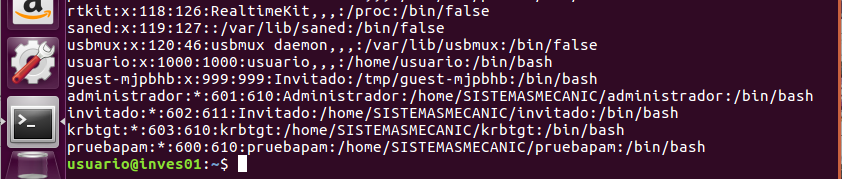 rtkit:x:118:126:RealtimeKit,,,:/proc:/bin/false
saned:x:119:127::/var/lib/saned:/bin/false
usbmux:x:120:46:usbmux daemon,,,:/var/lib/usbmux:/bin/false
usuario:x:1000:1000:usuario,,,:/home/usuario:/bin/bash
guest-mjpbhb:x:999:999:Invitado:/tmp/guest-mjpbhb:/bin/bash
administrador:*:601:610:Administrador:/home/SISTEMASMECANIC/administrador:/bin/bash
invitado:*:602:611:Invitado:/home/SISTEMASMECANIC/invitado:/bin/bash
krbtgt:*:603:610:krbtgt:/home/SISTEMASMECANIC/krbtgt:/bin/bash
pruebapam:*:600:610:pruebapam:/home/SISTEMASMECANIC/pruebapam:/bin/bash
usuario@inves01:~$